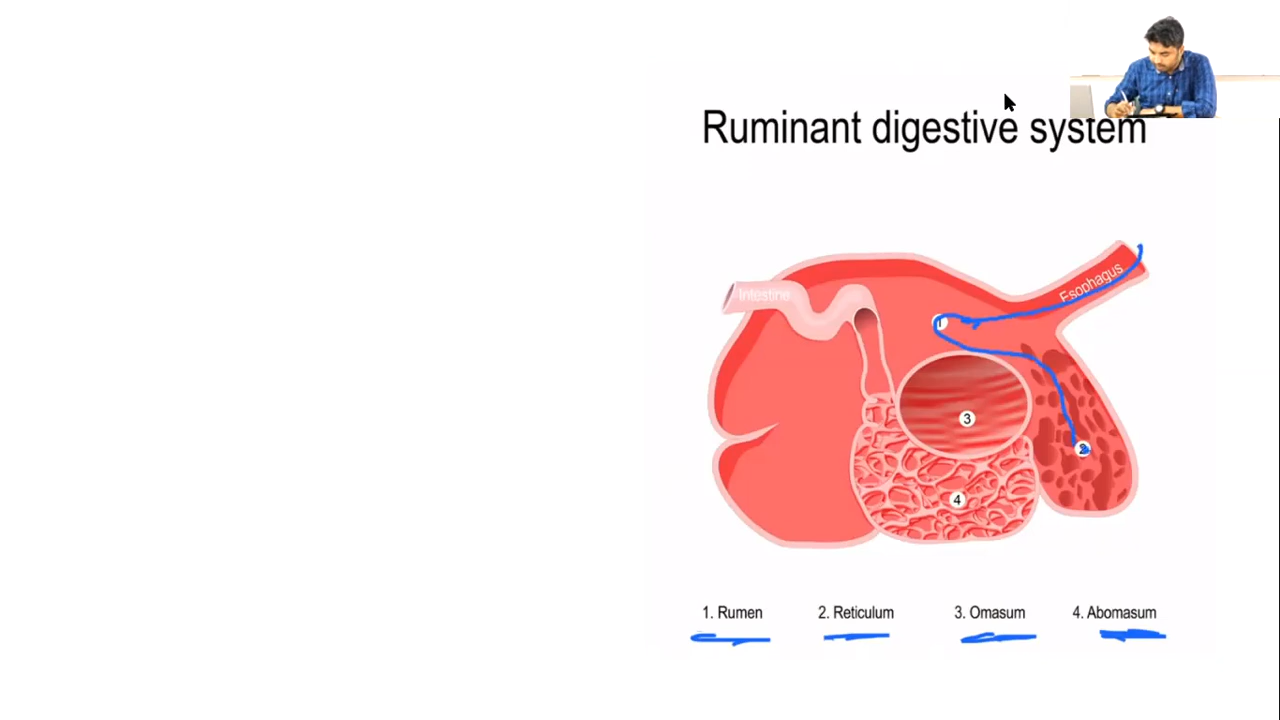 Ruminant digestive system
Esophagus
Intestine
1
3
2
4
1. Rumen 2. Reticulum 3. Omasum 4. Abomasum